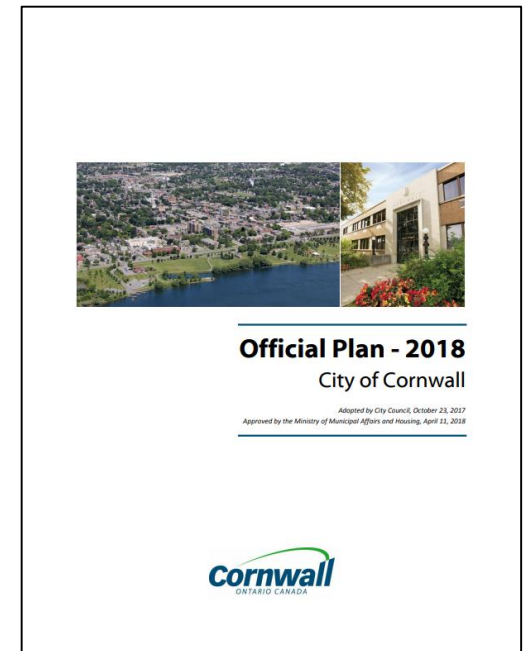 Official Plan - 2018
City of Cornwall
Adopted by City Council, October 23, 2017
Approved by the Ministry of Municipal Affairs and Housing, April 11, 2018
Cornwall
ONTARIO CANADA